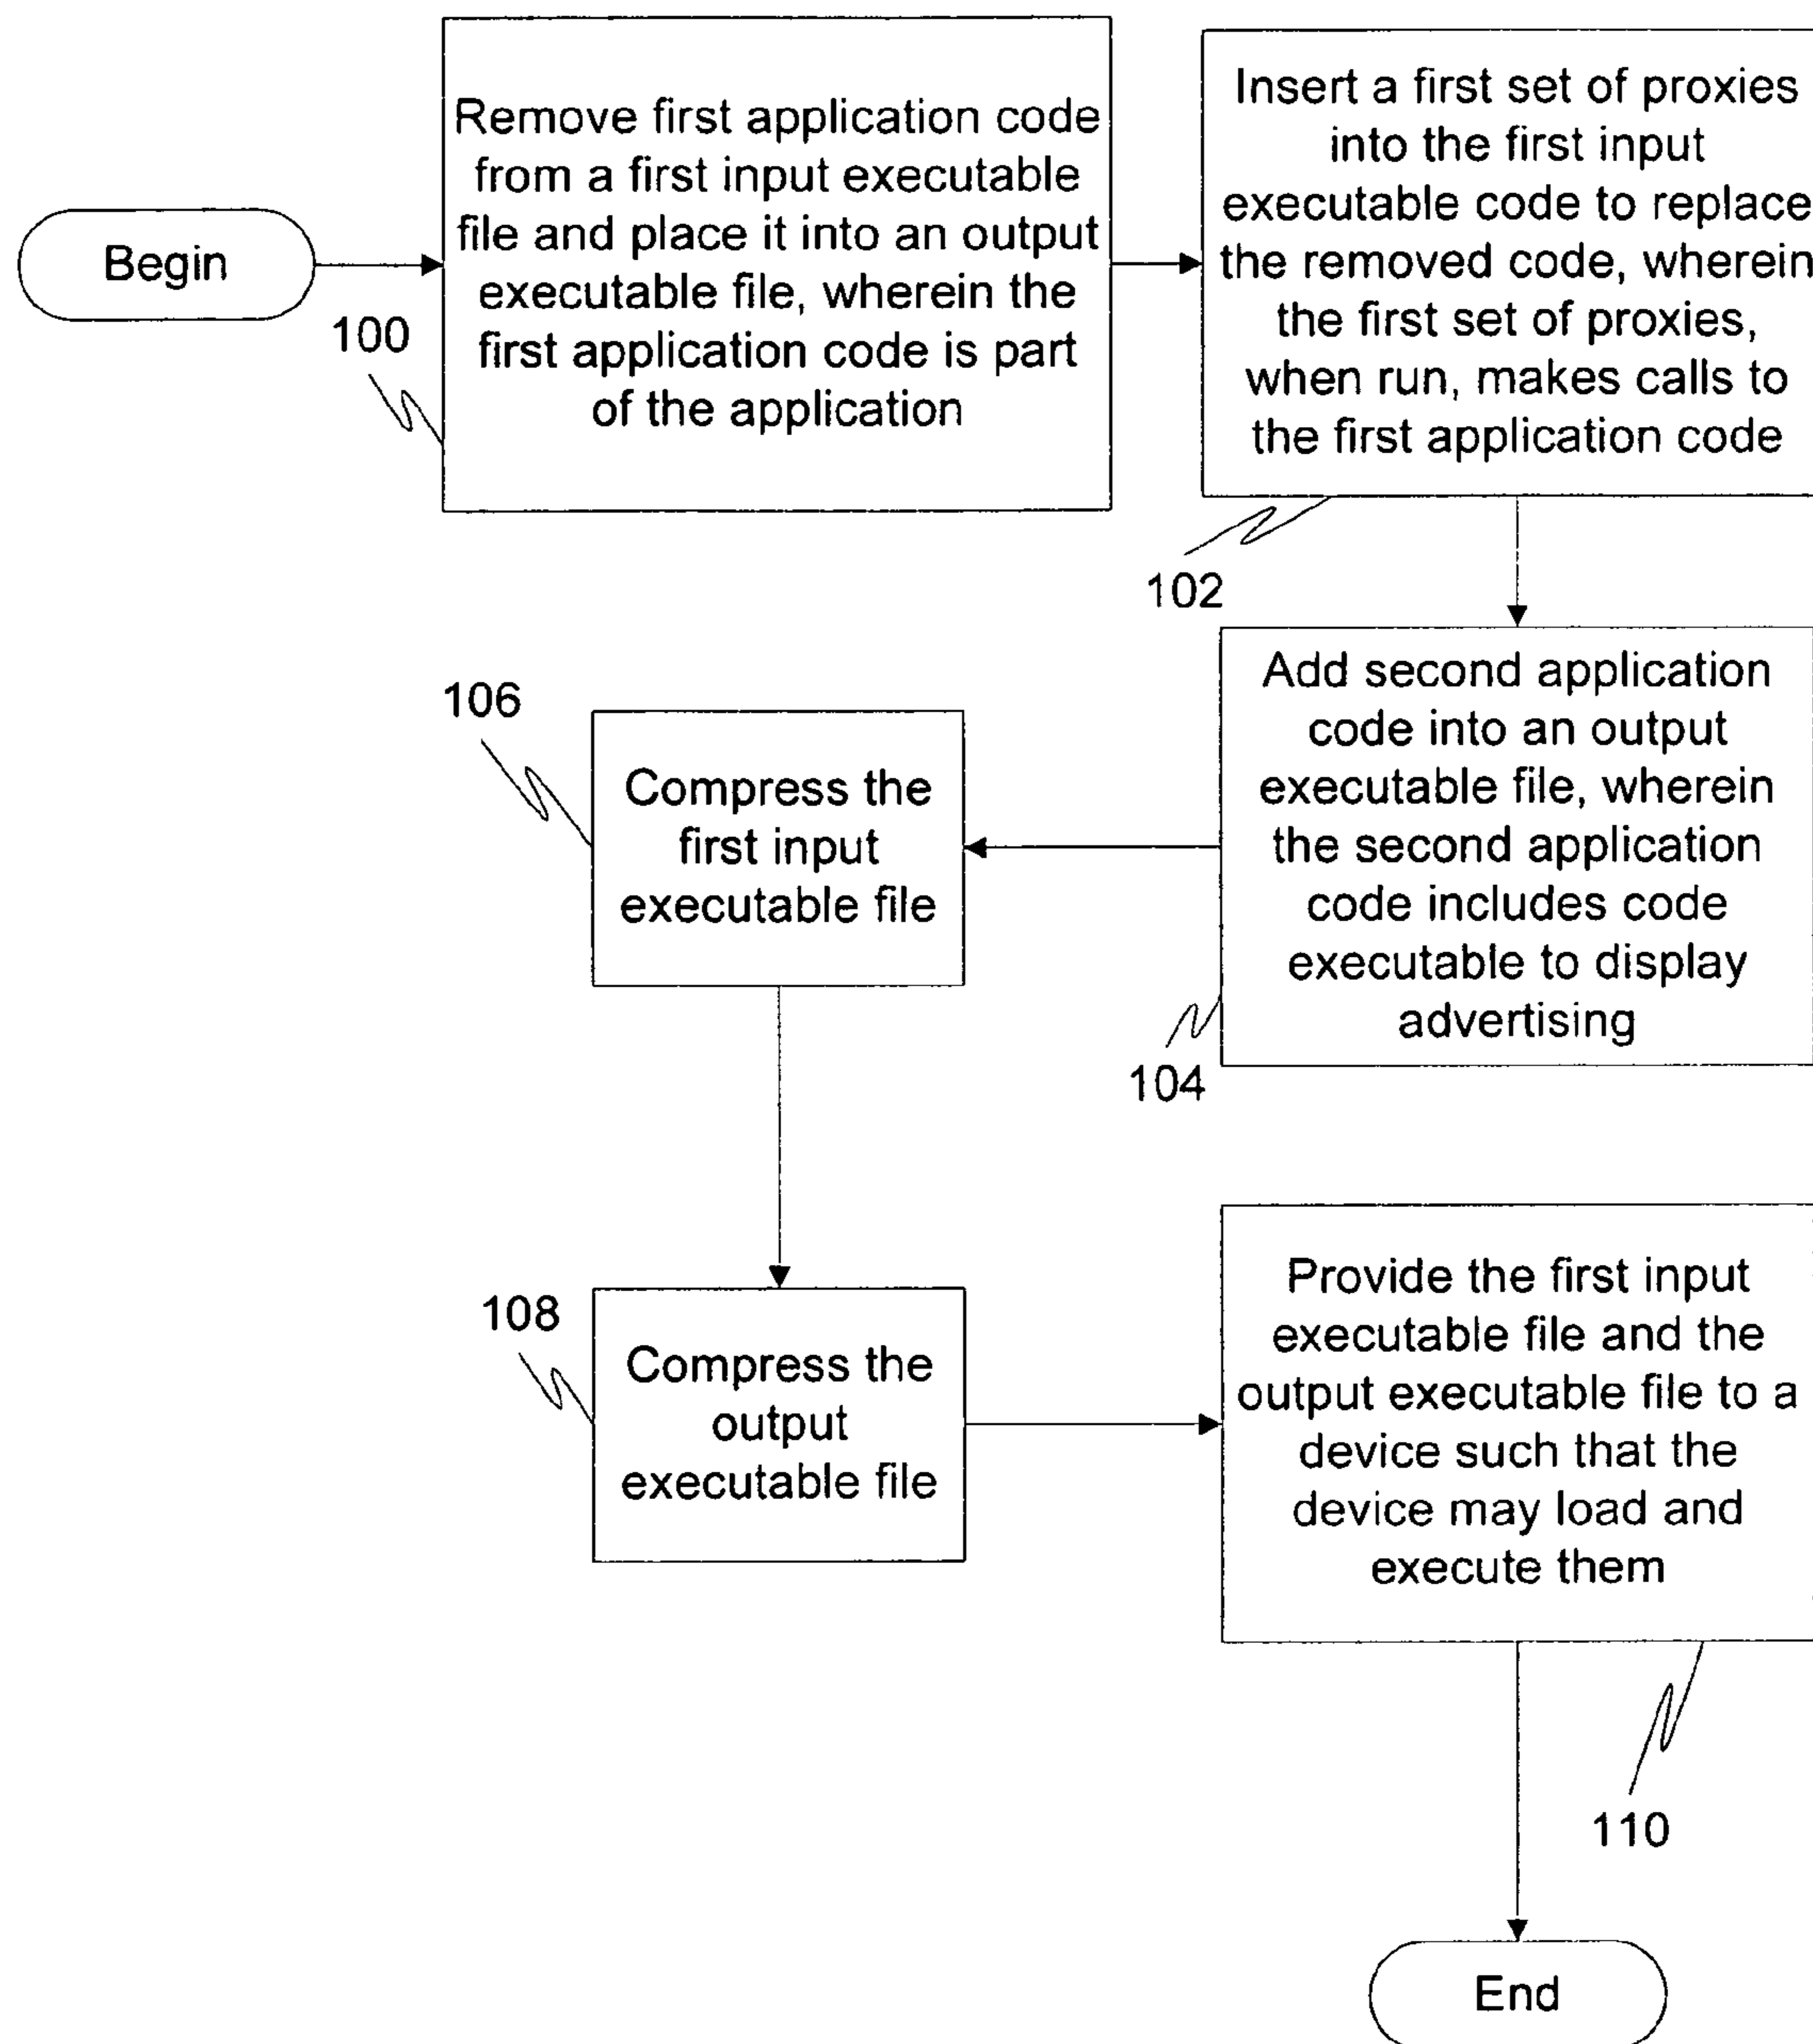 Begin
100
Remove first application code
from a first input executable
file and place it into an output
executable file, wherein the
first application code is part
of the application
Insert a first set of proxies
into the first input
executable code to replace
the removed code, wherein
the first set of proxies,
when run, makes calls to
the first application code
102
Add second application
code into an output
executable file, wherein
the second application
code includes code
executable to display
advertising
104
106
Compress the
first input
executable file
108
Compress the
output
executable file
Provide the first input
executable file and the
output executable file to a
device such that the
device may load and
execute them
110
End